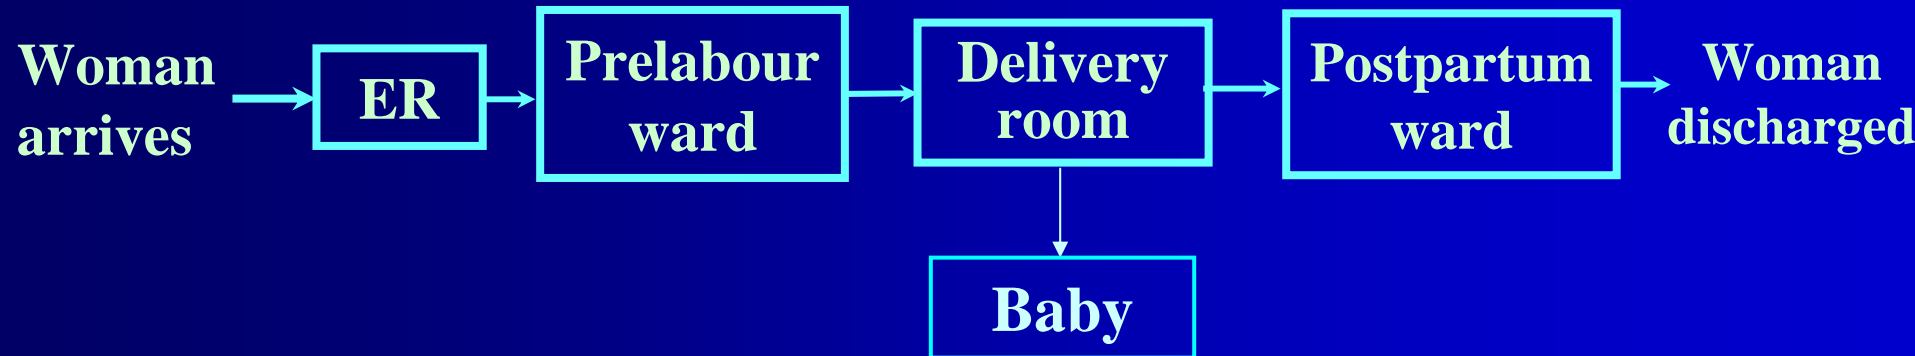 Woman
arrives
ER
Prelabour
ward
Delivery
room
Postpartum
ward
Woman
discharged
Baby